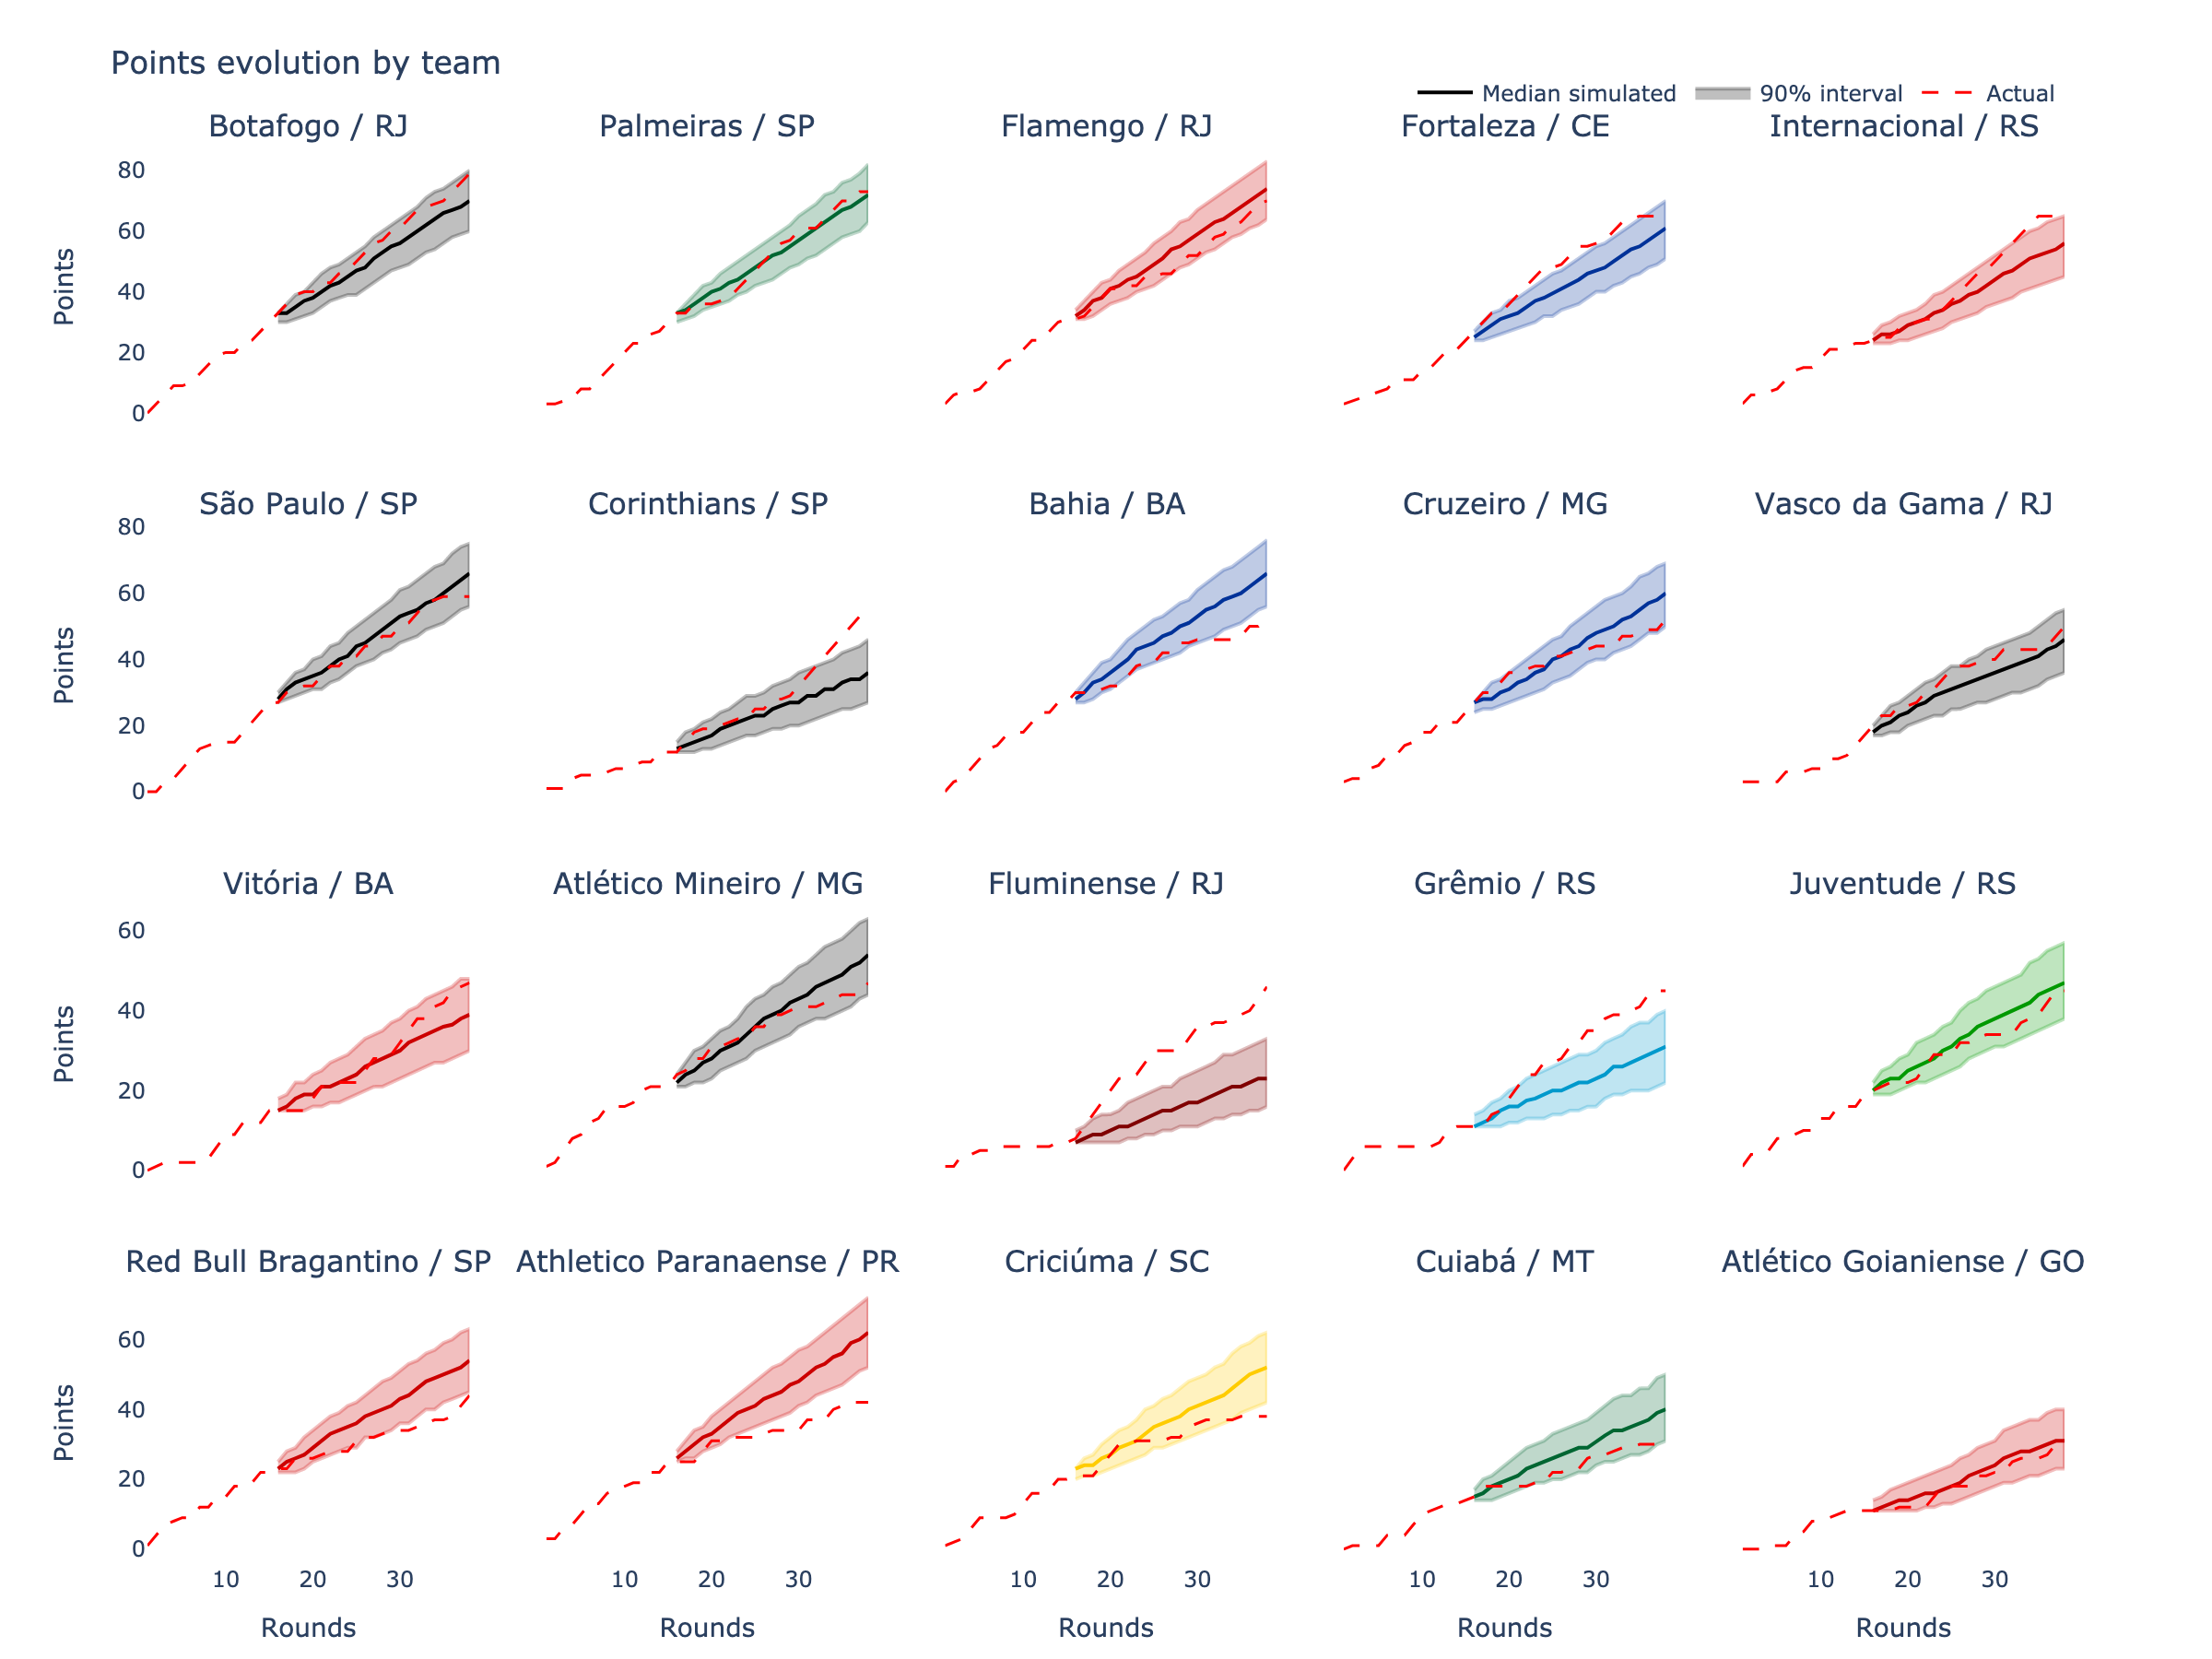 Points evolution by team
Median simulated 90% interval Actual
Botafogo / RJ Palmeiras / SP Flamengo / RJ Fortaleza / CE Internacional / RS
80
60
40
20
0
Points
São Paulo / SP Corinthians / SP Bahia / BA Cruzeiro / MG Vasco da Gama / RJ
80
60
40
20
0
Points
Vitória / BA Atlético Mineiro / MG Fluminense / RJ Grêmio / RS Juventude / RS
60
40
20
0
Points
Red Bull Bragantino / SP Athletico Paranaense / PR Criciúma / SC Cuiabá / MT Atlético Goianiense / GO
60
40
20
0
Points
10 20 30 10 20 30 10 20 30 10 20 30 10 20 30
Rounds Rounds Rounds Rounds Rounds